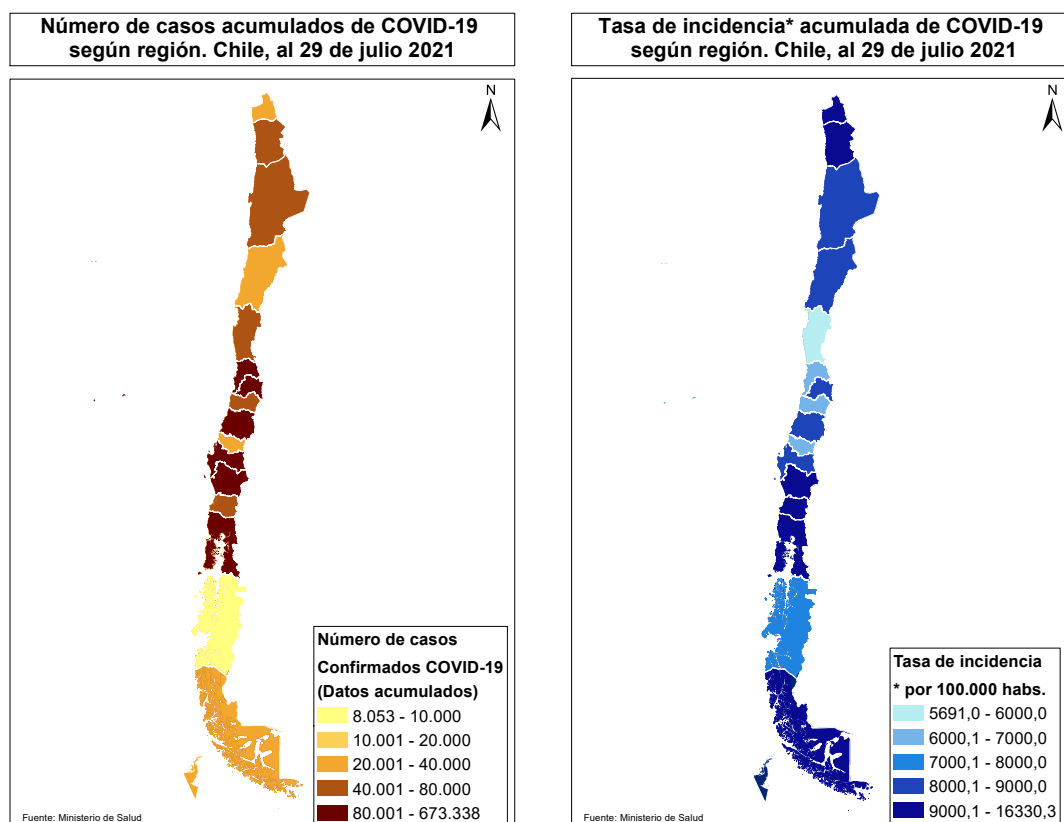 Número de casos acumulados de COVID-19
según región. Chile, al 29 de julio 2021
N
Número de casos
Confirmados COVID-19
(Datos acumulados)
8.053 - 10.000
10.001 - 20.000
20.001 - 40.000
40.001 - 80.000
80.001 - 673.338
Fuente: Ministerio de Salud
Tasa de incidencia* acumulada de COVID-19
según región. Chile, al 29 de julio 2021
N
Tasa de incidencia
* por 100.000 habs.
5691,0 - 6000,0
6000,1 - 7000,0
7000,1 - 8000,0
8000,1 - 9000,0
9000,1 - 16330,3
Fuente: Ministerio de Salud